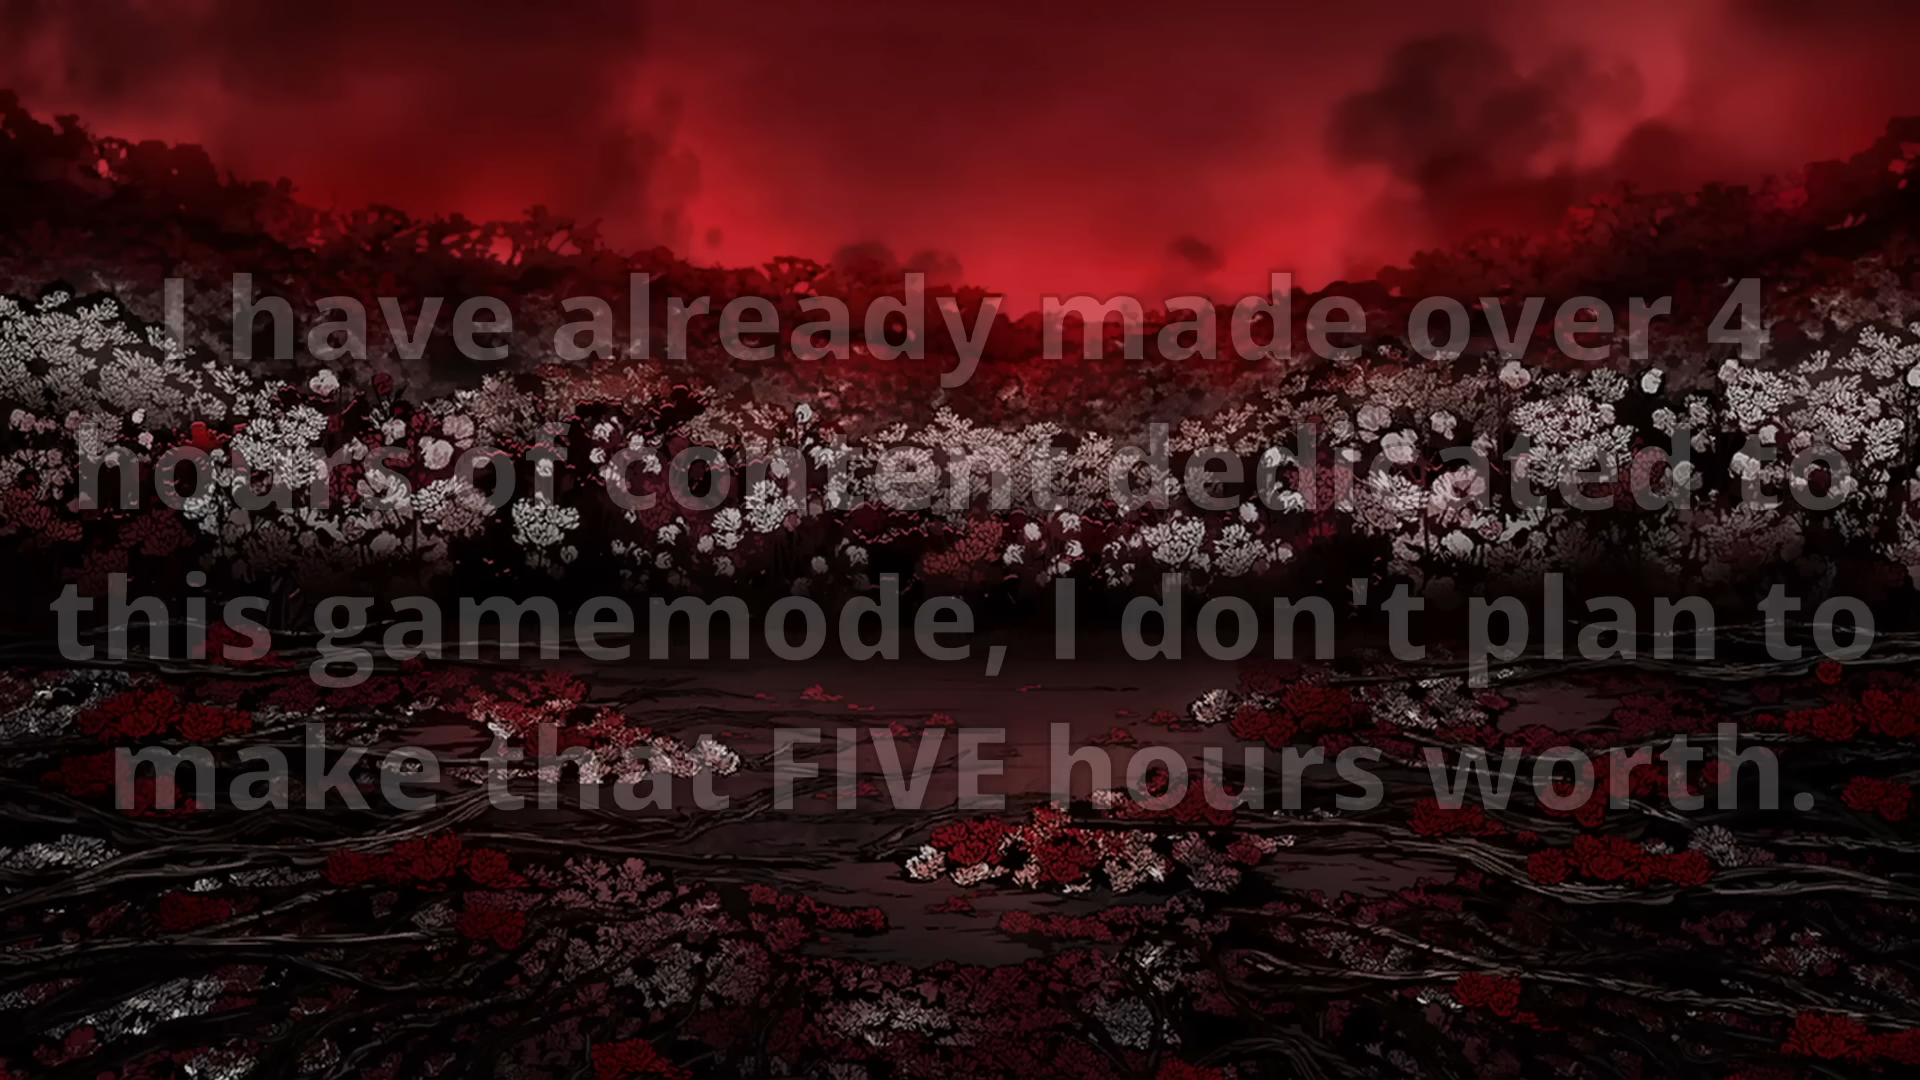 I have already made over 4
hours of content dedicated to
this gamemode, I don't plan to
make that FIVE hours worth.